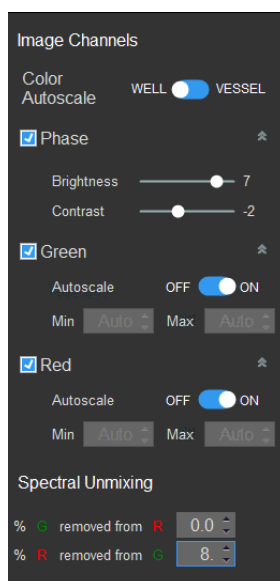 Image Channels
Color Autoscale WELL VESSEL
Phase
Brightness 7
Contrast -2
Green
Autoscale OFF ON
Min Auto Max Auto
Red
Autoscale OFF ON
Min Auto Max Auto
Spectral Unmixing
% G removed from R 0.0
% R removed from G 8.